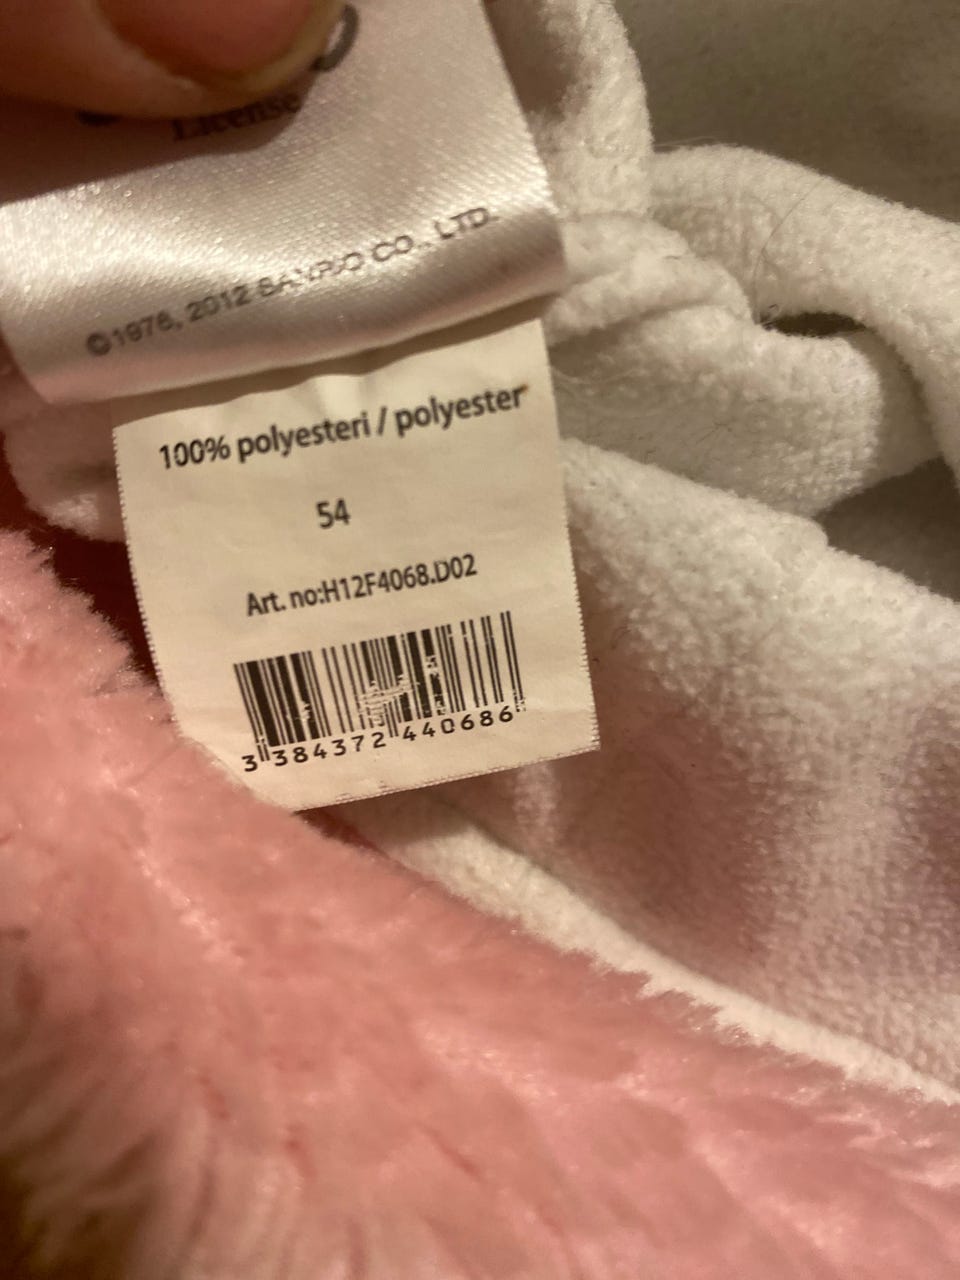 License
©1976, 2012 SANRIO CO., LTD.
100% polyesteri / polyester
54
Art. no:H12F4068.D02
3 384372 440686